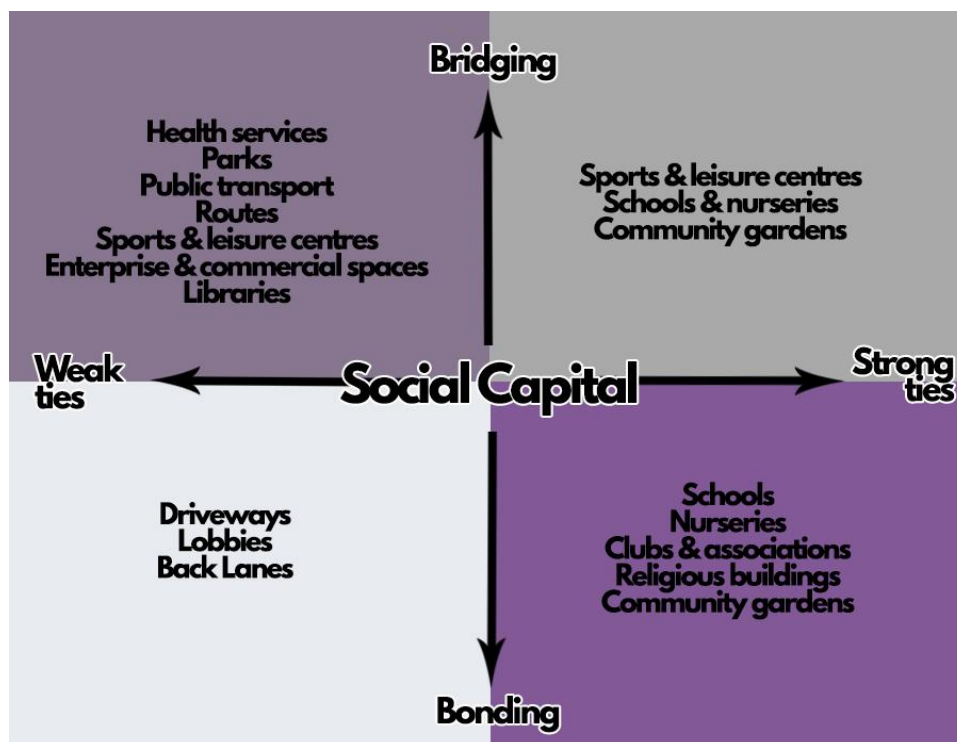 Bridging
Health services
Parks
Public transport
Routes
Sports & leisure centres
Enterprise & commercial spaces
Libraries
Sports & leisure centres
Schools & nurseries
Community gardens
Weak
ties
Social Capital
Strong
ties
Driveways
Lobbies
Back Lanes
Schools
Nurseries
Clubs & associations
Religious buildings
Community gardens
Bonding